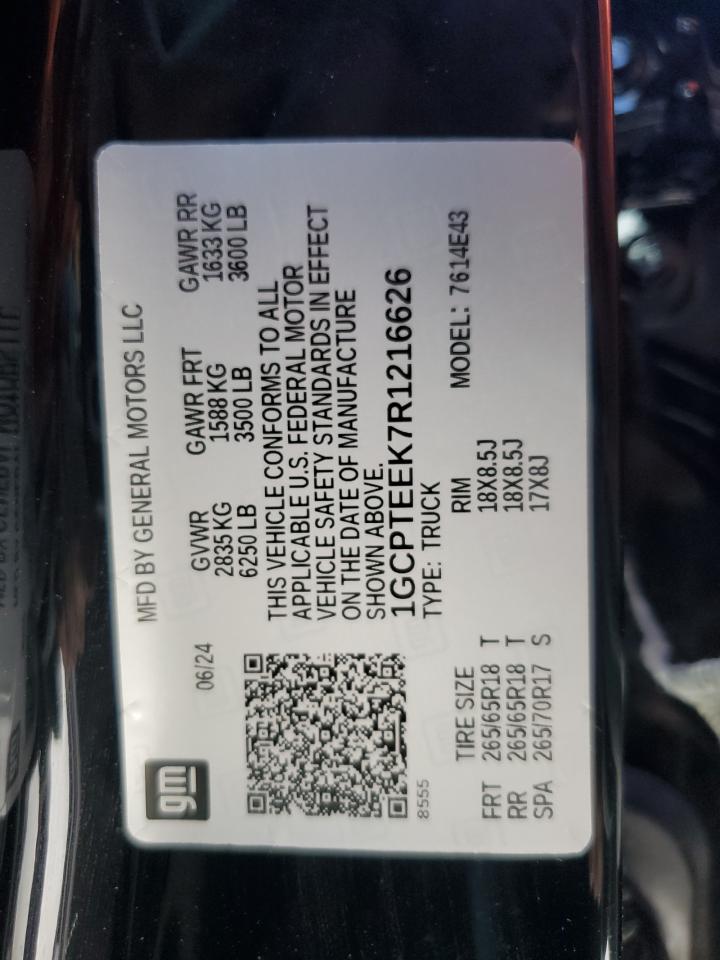 gm
06/24
MFD BY GENERAL MOTORS LLC
GVWR GAWR FRT GAWR RR
2835 KG 1588 KG 1633 KG
6250 LB 3500 LB 3600 LB
THIS VEHICLE CONFORMS TO ALL
APPLICABLE U.S. FEDERAL MOTOR
VEHICLE SAFETY STANDARDS IN EFFECT
ON THE DATE OF MANUFACTURE
SHOWN ABOVE.
1GCPTEEK7R1216626
TYPE: TRUCK MODEL: 7614E43
8555
TIRE SIZE RIM
FRT 265/65R18 T 18X8.5J
RR 265/65R18 T 18X8.5J
SPA 265/70R17 S 17X8J